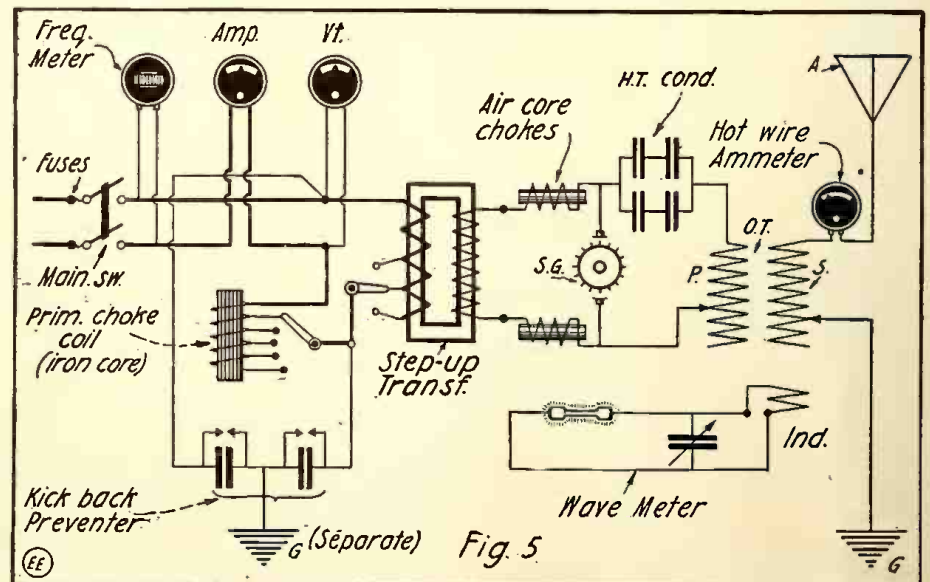 Freq.
Meter
Amp.
Vt.
Fuses
Main. sw.
Prim. choke
coil
(iron core)
Kick back
Preventer
G (Séparate)
Step-up
Transf.
Air core
chokes
H.T. cond.
S.G.
Hot wire
Ammeter
A
O.T.
P.
S.
Ind.
Wave Meter
G
Fig. 5
EE